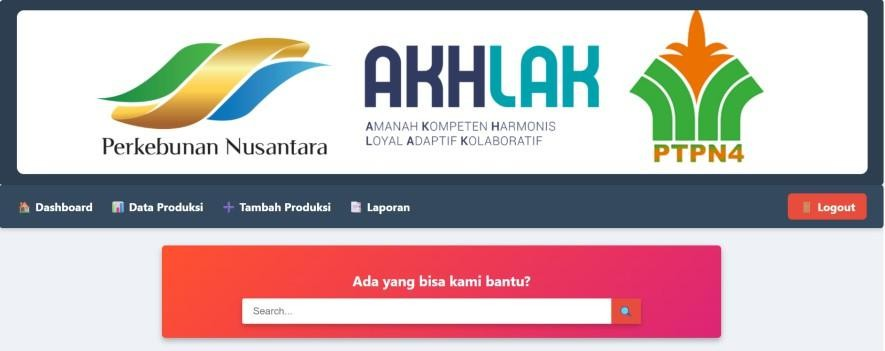 Perkebunan Nusantara
AKHLAK
AMANAH KOMPETEN HARMONIS
LOYAL ADAPTIF KOLABORATIF
PTPN4
Dashboard
Data Produksi
Tambah Produksi
Laporan
Logout
Ada yang bisa kami bantu?
Search...